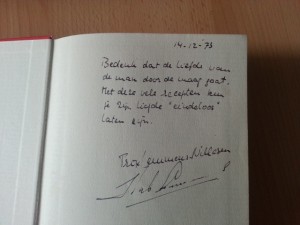 14-12-'73
Bedenk dat de liefde van
de man door de maag gaat.
Met deze vele recepten kun
je zijn liefde "eindeloos"
laten zijn.